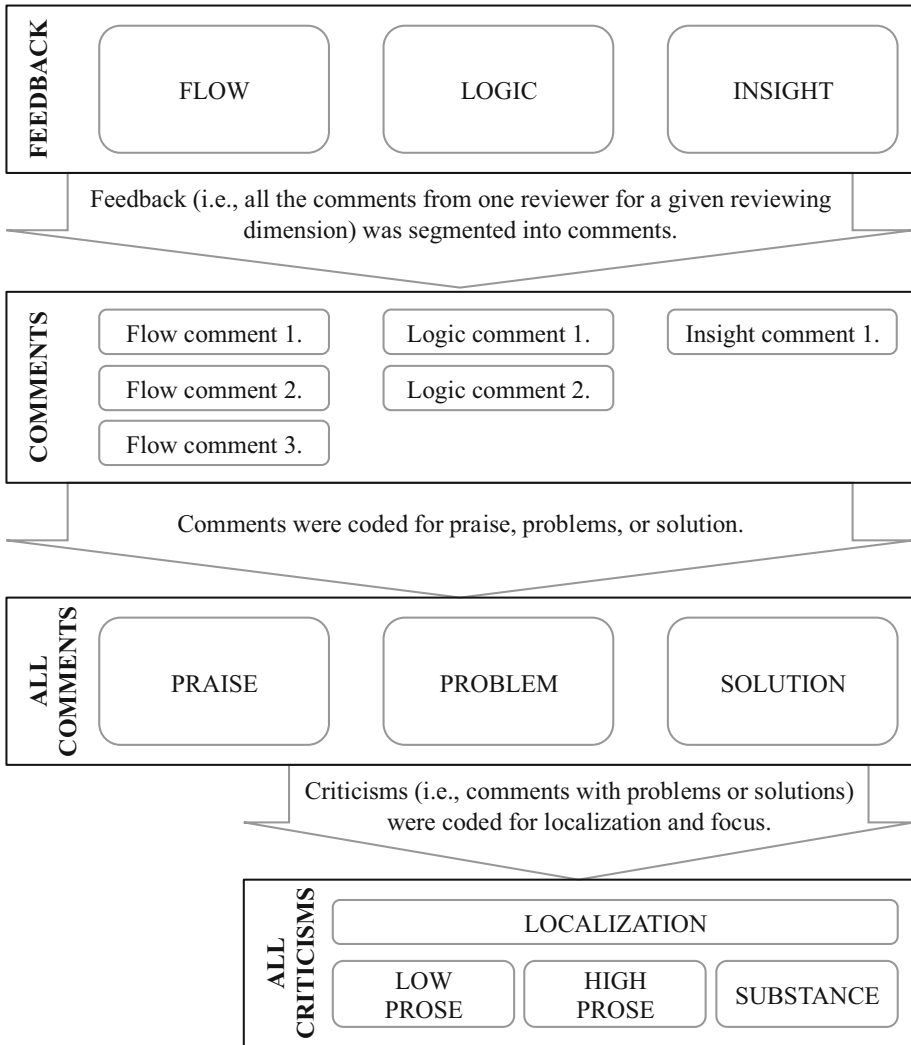 FEEDBACK
FLOW
LOGIC
INSIGHT
Feedback (i.e., all the comments from one reviewer for a given reviewing
dimension) was segmented into comments.
COMMENTS
Flow comment 1.
Logic comment 1.
Insight comment 1.
Flow comment 2.
Logic comment 2.
Flow comment 3.
Comments were coded for praise, problems, or solution.
ALL
COMMENTS
PRAISE
PROBLEM
SOLUTION
Criticisms (i.e., comments with problems or solutions)
were coded for localization and focus.
ALL
CRITICISMS
LOCALIZATION
LOW
PROSE
HIGH
PROSE
SUBSTANCE